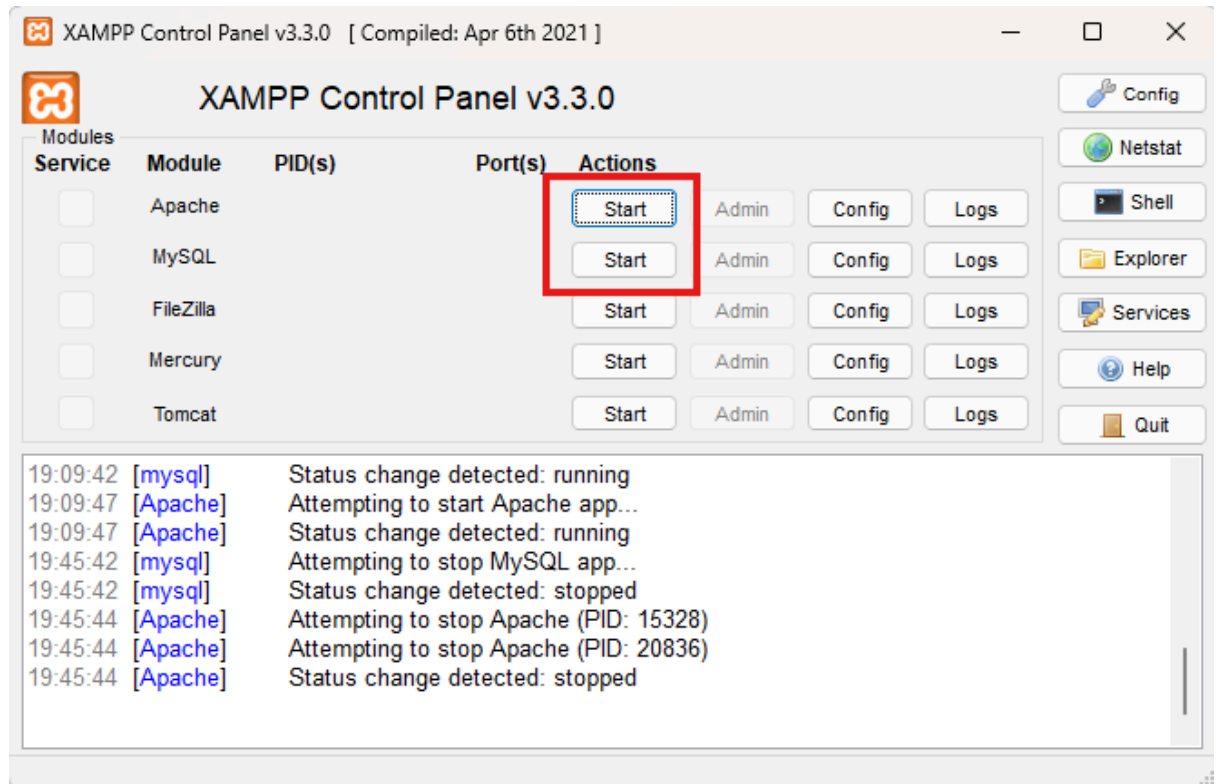 XAMPP Control Panel v3.3.0 [ Compiled: Apr 6th 2021 ]
XAMPP Control Panel v3.3.0
Config
Modules
Service Module PID(s) Port(s) Actions
Netstat
Apache Start Admin Config Logs
Shell
MySQL Start Admin Config Logs
Explorer
FileZilla Start Admin Config Logs
Services
Mercury Start Admin Config Logs
Help
Tomcat Start Admin Config Logs
Quit
19:09:42 [mysql] Status change detected: running
19:09:47 [Apache] Attempting to start Apache app...
19:09:47 [Apache] Status change detected: running
19:45:42 [mysql] Attempting to stop MySQL app...
19:45:42 [mysql] Status change detected: stopped
19:45:44 [Apache] Attempting to stop Apache (PID: 15328)
19:45:44 [Apache] Attempting to stop Apache (PID: 20836)
19:45:44 [Apache] Status change detected: stopped